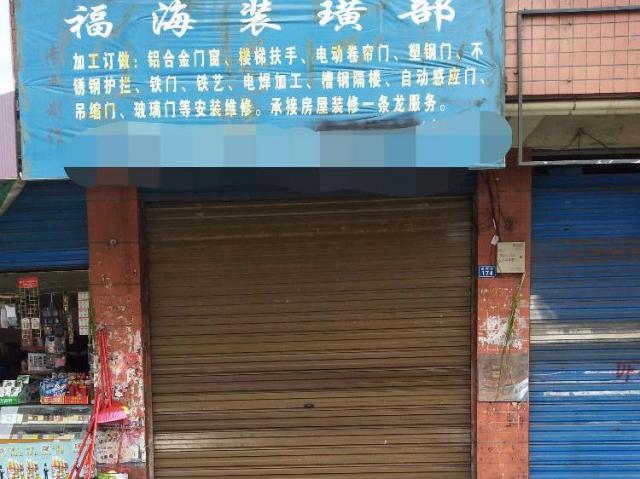 福海装璜部
加工订做：铝合金门窗、楼梯扶手、电动卷帘门、塑钢门、不
锈钢护拦、铁门、铁艺、电焊加工、槽钢隔楼、自动感应门、
吊缩门、玻璃门等安装维修。承接房屋装修一条龙服务。
174